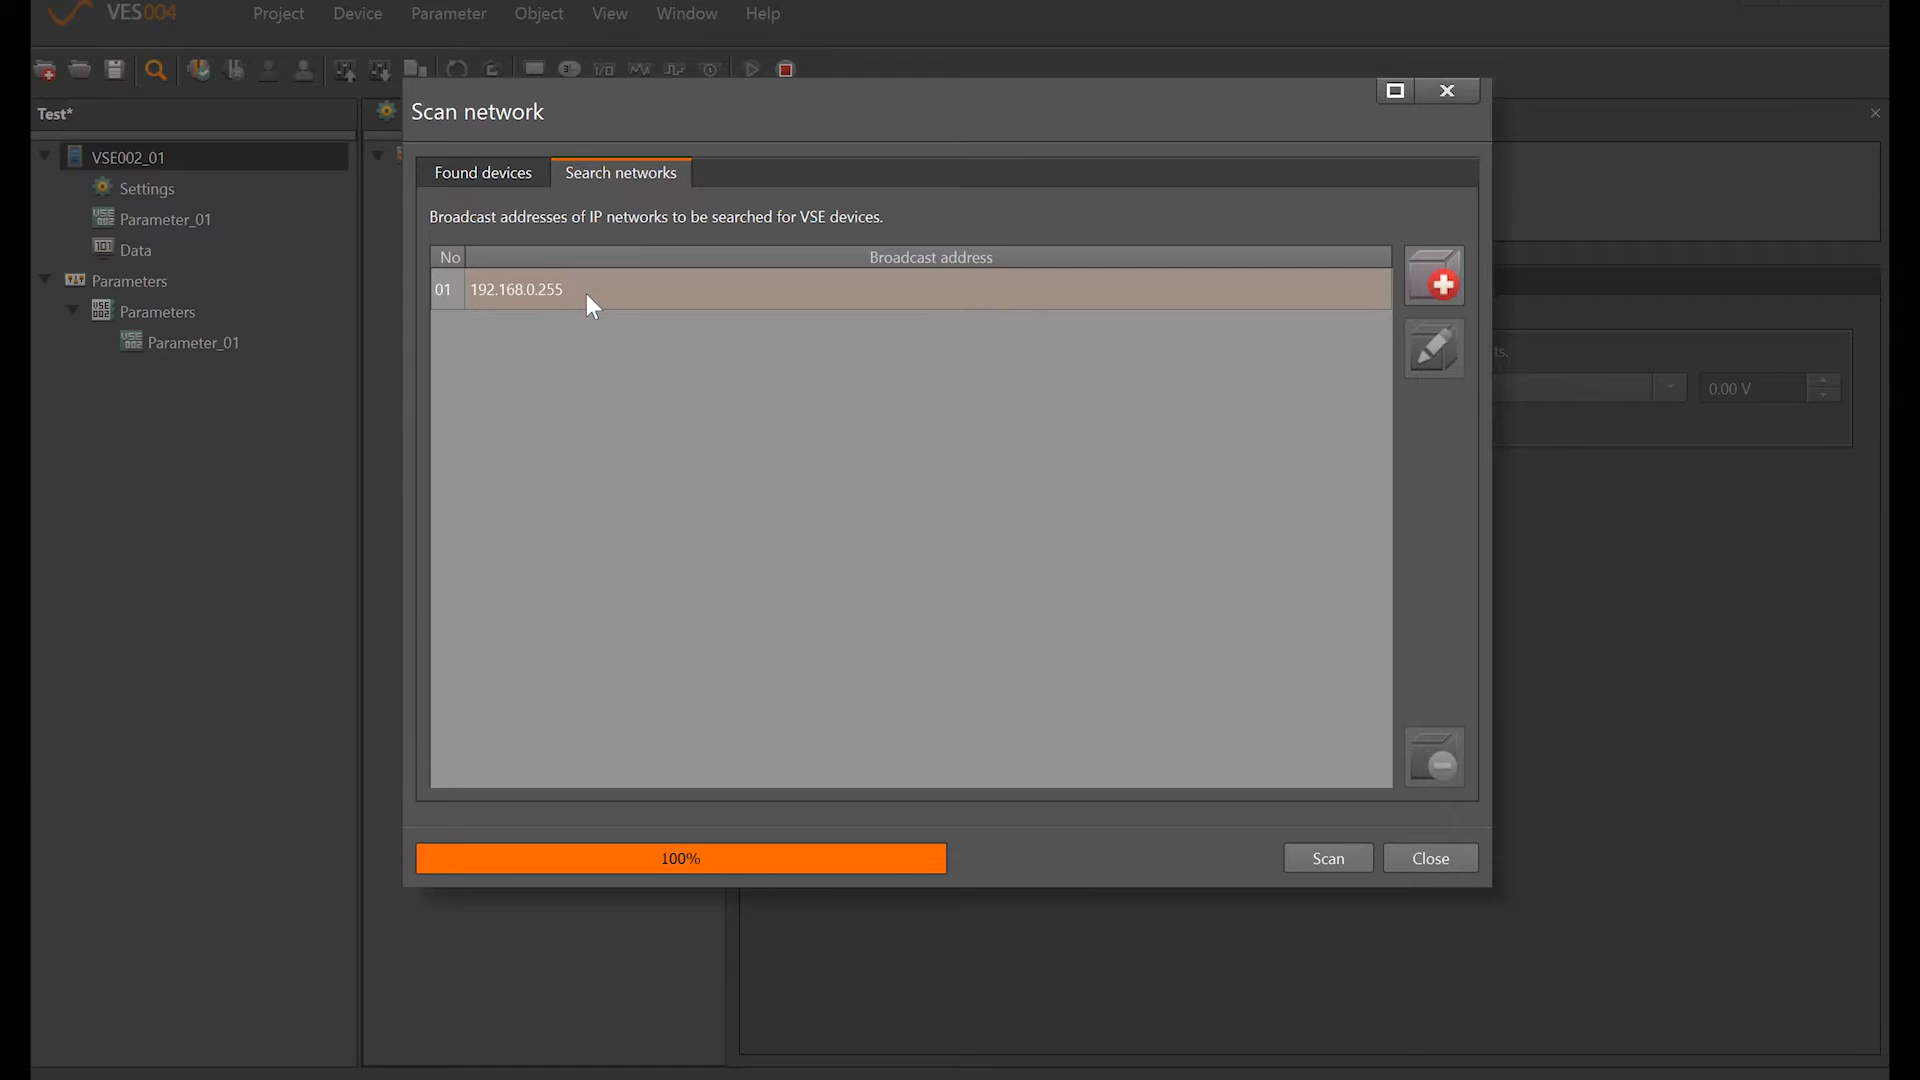 VES004
Project Device Parameter Object View Window Help
Test*
VSE002_01
Settings
Parameter_01
Data
Parameters
Parameters
Parameter_01
Scan network
Found devices Search networks
Broadcast addresses of IP networks to be searched for VSE devices.
No Broadcast address
01 192.168.0.255
ts.
0.00 V
100%
Scan Close